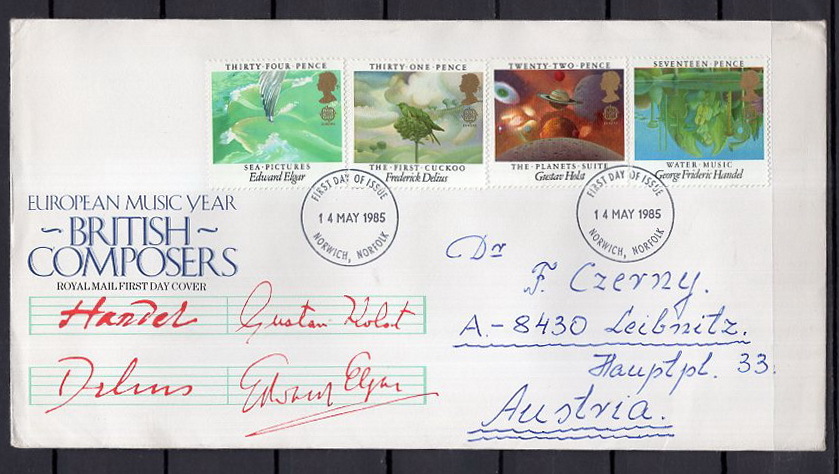 THIRTY·FOUR·PENCE
SEA·PICTURES
Edward Elgar
THIRTY·ONE·PENCE
THE·FIRST·CUCKOO
Frederick Delius
TWENTY·TWO·PENCE
THE·PLANETS·SUITE
Gustav Holst
SEVENTEEN·PENCE
WATER·MUSIC
George Frideric Handel
FIRST DAY OF ISSUE
14 MAY 1985
NORWICH, NORFOLK
FIRST DAY OF ISSUE
14 MAY 1985
NORWICH, NORFOLK
EUROPEAN MUSIC YEAR
~BRITISH~
COMPOSERS
ROYAL MAIL FIRST DAY COVER
Handel
Gustav Holst
Delius
Edward Elgar
Dr
F. Czerny.
A.-8430 Leibnitz.
Hauptpl. 33.
Austria.